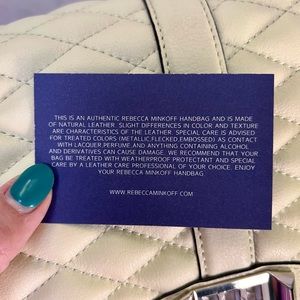 THIS IS AN AUTHENTIC REBECCA MINKOFF HANDBAG AND IS MADE
OF NATURAL LEATHER. SLIGHT DIFFERENCES IN COLOR AND TEXTURE
ARE CHARACTERISTICS OF THE LEATHER. SPECIAL CARE IS ADVISED
FOR TREATED COLORS (METALLIC,FLECKED,EMBOSSED) AS CONTACT
WITH LACQUER,PERFUME,AND ANYTHING CONTAINING ALCOHOL
AND DERIVATIVES CAN CAUSE DAMAGE. WE RECOMMEND THAT YOUR
BAG BE TREATED WITH WEATHERPROOF PROTECTANT AND SPECIAL
CARE BY A LEATHER CARE PROFESSIONAL OF YOUR CHOICE. ENJOY
YOUR REBECCA MINKOFF HANDBAG
WWW.REBECCAMINKOFF.COM